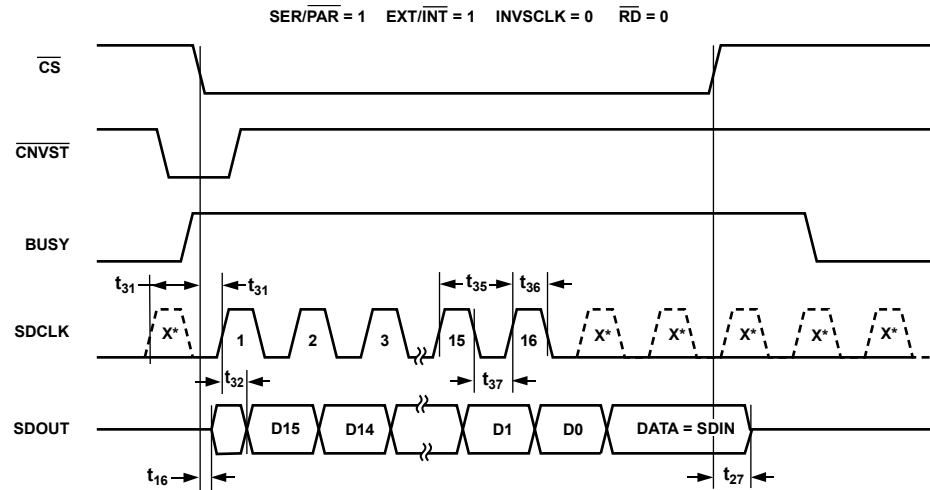 SER/PAR = 1 EXT/INT = 1 INVSCLK = 0 RD = 0
CS
CNVST
BUSY
t31 t31 t35 t36
SDCLK X* 1 2 3 15 16 X* X* X* X* X*
t32 t37
SDOUT D15 D14 D1 D0 DATA = SDIN
t16 t27